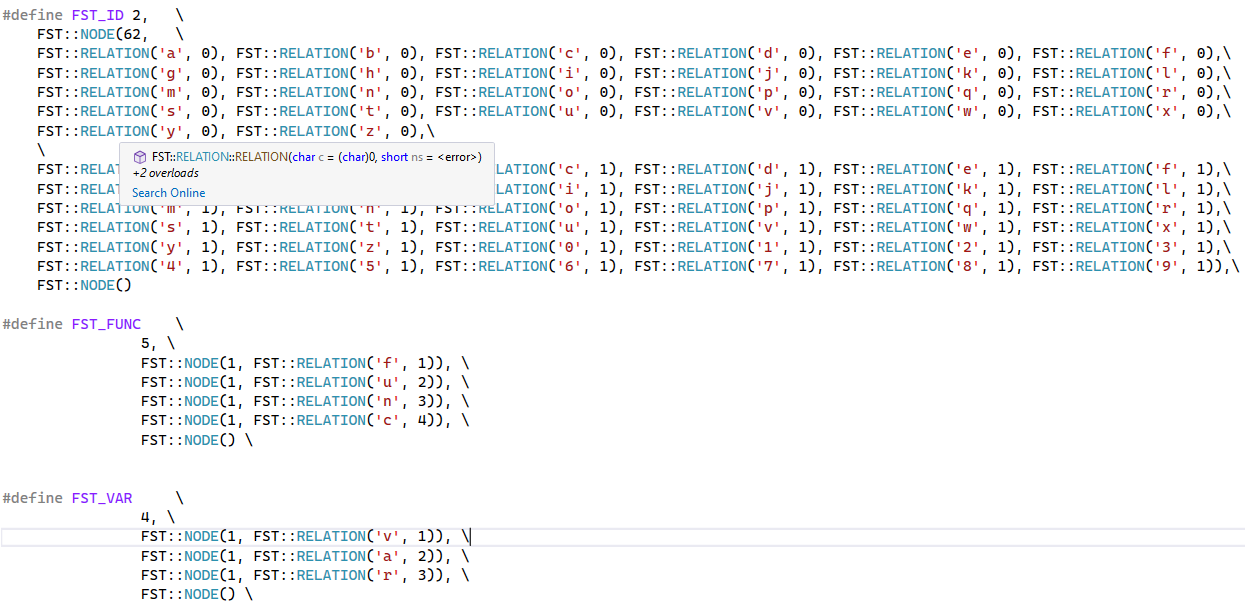 #define FST_ID 2,   \
    FST::NODE(62,   \
    FST::RELATION('a', 0), FST::RELATION('b', 0), FST::RELATION('c', 0), FST::RELATION('d', 0), FST::RELATION('e', 0), FST::RELATION('f', 0),\
    FST::RELATION('g', 0), FST::RELATION('h', 0), FST::RELATION('i', 0), FST::RELATION('j', 0), FST::RELATION('k', 0), FST::RELATION('l', 0),\
    FST::RELATION('m', 0), FST::RELATION('n', 0), FST::RELATION('o', 0), FST::RELATION('p', 0), FST::RELATION('q', 0), FST::RELATION('r', 0),\
    FST::RELATION('s', 0), FST::RELATION('t', 0), FST::RELATION('u', 0), FST::RELATION('v', 0), FST::RELATION('w', 0), FST::RELATION('x', 0),\
    FST::RELATION('y', 0), FST::RELATION('z', 0),\
    \
FST::RELATION::RELATION(char c = (char)0, short ns = <error>)
+2 overloads
Search Online
    FST::RELA LATION('c', 1), FST::RELATION('d', 1), FST::RELATION('e', 1), FST::RELATION('f', 1),\
    FST::RELA LATION('i', 1), FST::RELATION('j', 1), FST::RELATION('k', 1), FST::RELATION('l', 1),\
    FST::RELATION('m', 1), FST::RELATION('n', 1), FST::RELATION('o', 1), FST::RELATION('p', 1), FST::RELATION('q', 1), FST::RELATION('r', 1),\
    FST::RELATION('s', 1), FST::RELATION('t', 1), FST::RELATION('u', 1), FST::RELATION('v', 1), FST::RELATION('w', 1), FST::RELATION('x', 1),\
    FST::RELATION('y', 1), FST::RELATION('z', 1), FST::RELATION('0', 1), FST::RELATION('1', 1), FST::RELATION('2', 1), FST::RELATION('3', 1),\
    FST::RELATION('4', 1), FST::RELATION('5', 1), FST::RELATION('6', 1), FST::RELATION('7', 1), FST::RELATION('8', 1), FST::RELATION('9', 1)),\
    FST::NODE()
#define FST_FUNC    \
                5, \
                FST::NODE(1, FST::RELATION('f', 1)), \
                FST::NODE(1, FST::RELATION('u', 2)), \
                FST::NODE(1, FST::RELATION('n', 3)), \
                FST::NODE(1, FST::RELATION('c', 4)), \
                FST::NODE() \
#define FST_VAR     \
                4, \
                FST::NODE(1, FST::RELATION('v', 1)), \
                FST::NODE(1, FST::RELATION('a', 2)), \
                FST::NODE(1, FST::RELATION('r', 3)), \
                FST::NODE() \